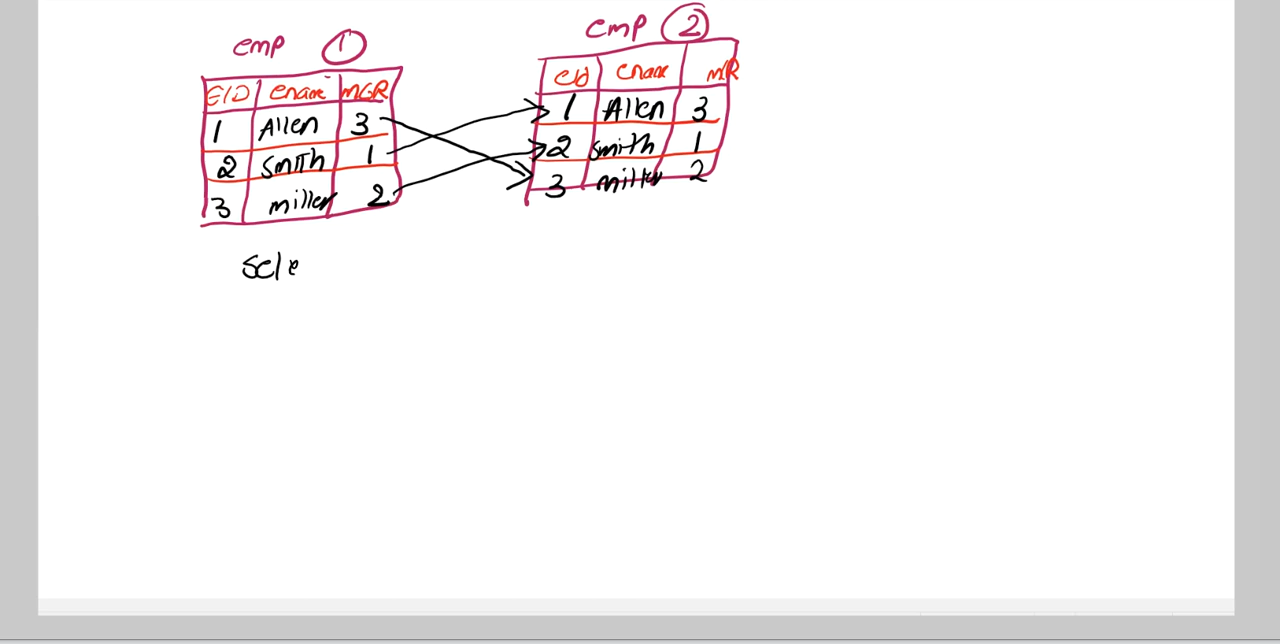 emp 1
EID ename MGR
1 Allen 3
2 Smith 1
3 miller 2
emp 2
eid ename MGR
1 Allen 3
2 Smith 1
3 miller 2
Sele